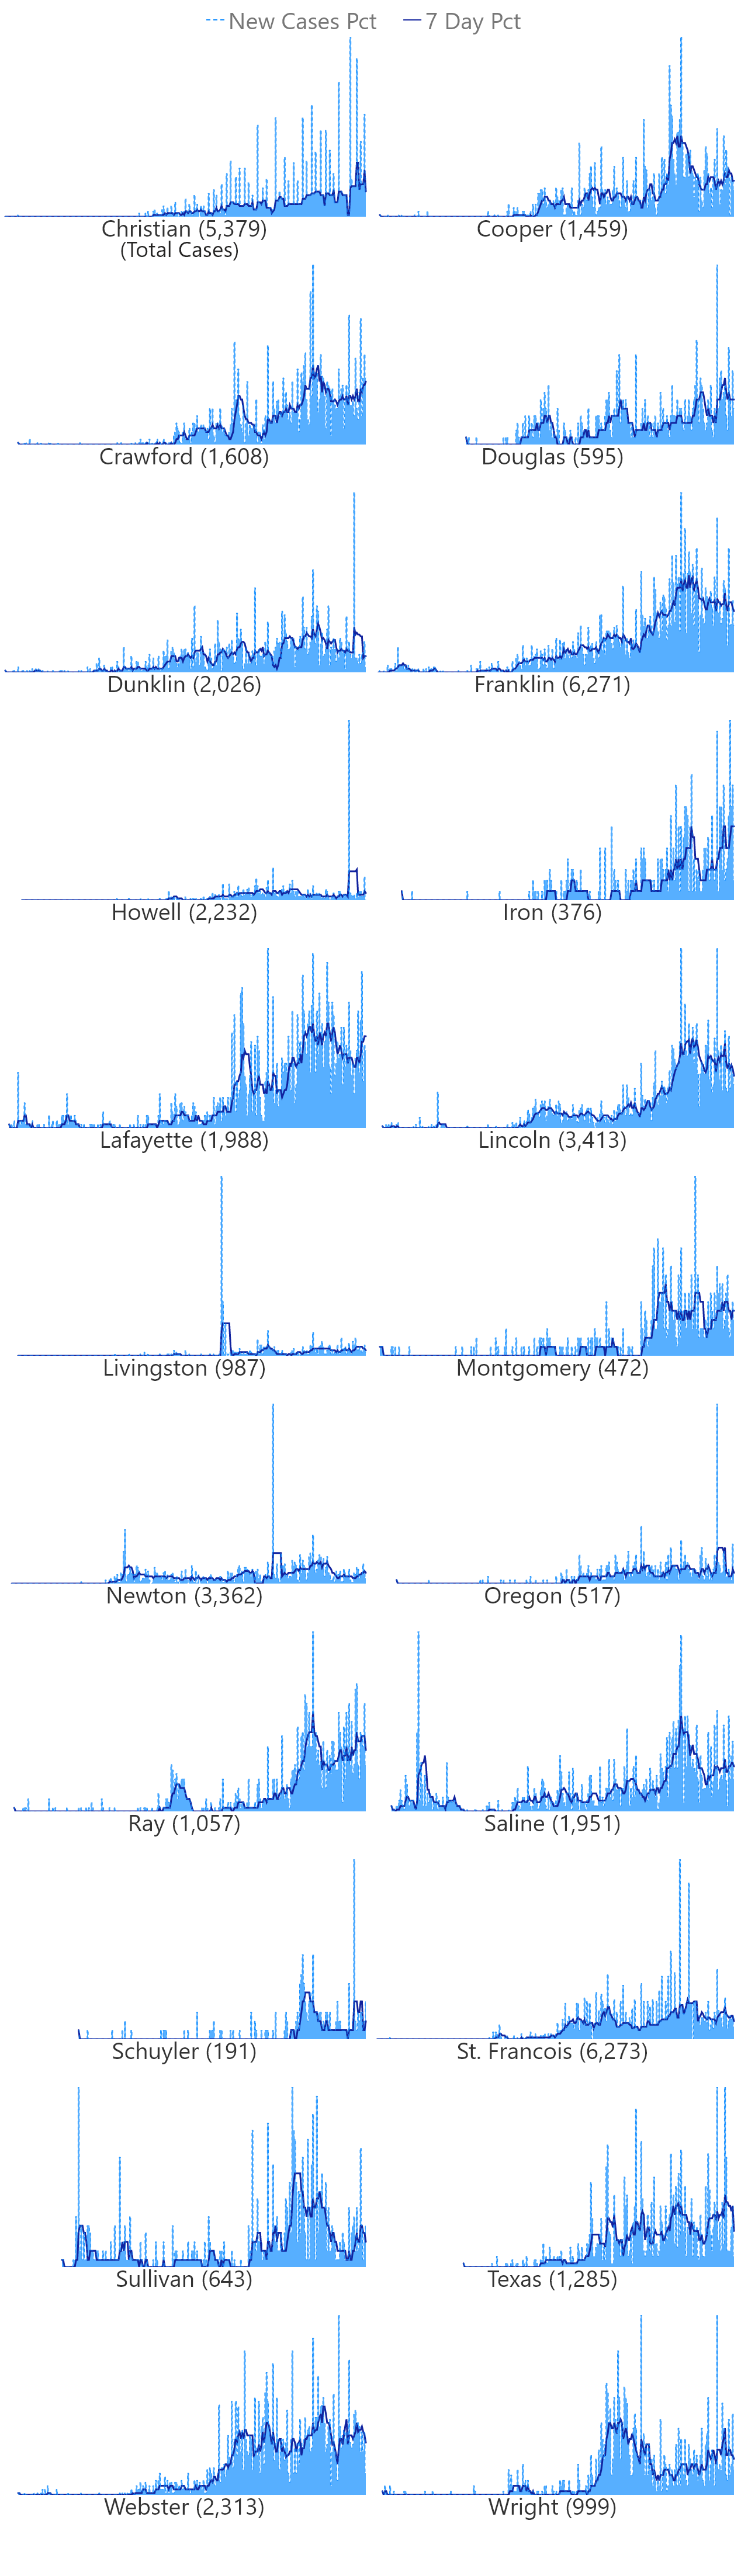 New Cases Pct 7 Day Pct
Christian (5,379) Cooper (1,459)
(Total Cases)
Crawford (1,608) Douglas (595)
Dunklin (2,026) Franklin (6,271)
Howell (2,232) Iron (376)
Lafayette (1,988) Lincoln (3,413)
Livingston (987) Montgomery (472)
Newton (3,362) Oregon (517)
Ray (1,057) Saline (1,951)
Schuyler (191) St. Francois (6,273)
Sullivan (643) Texas (1,285)
Webster (2,313) Wright (999)